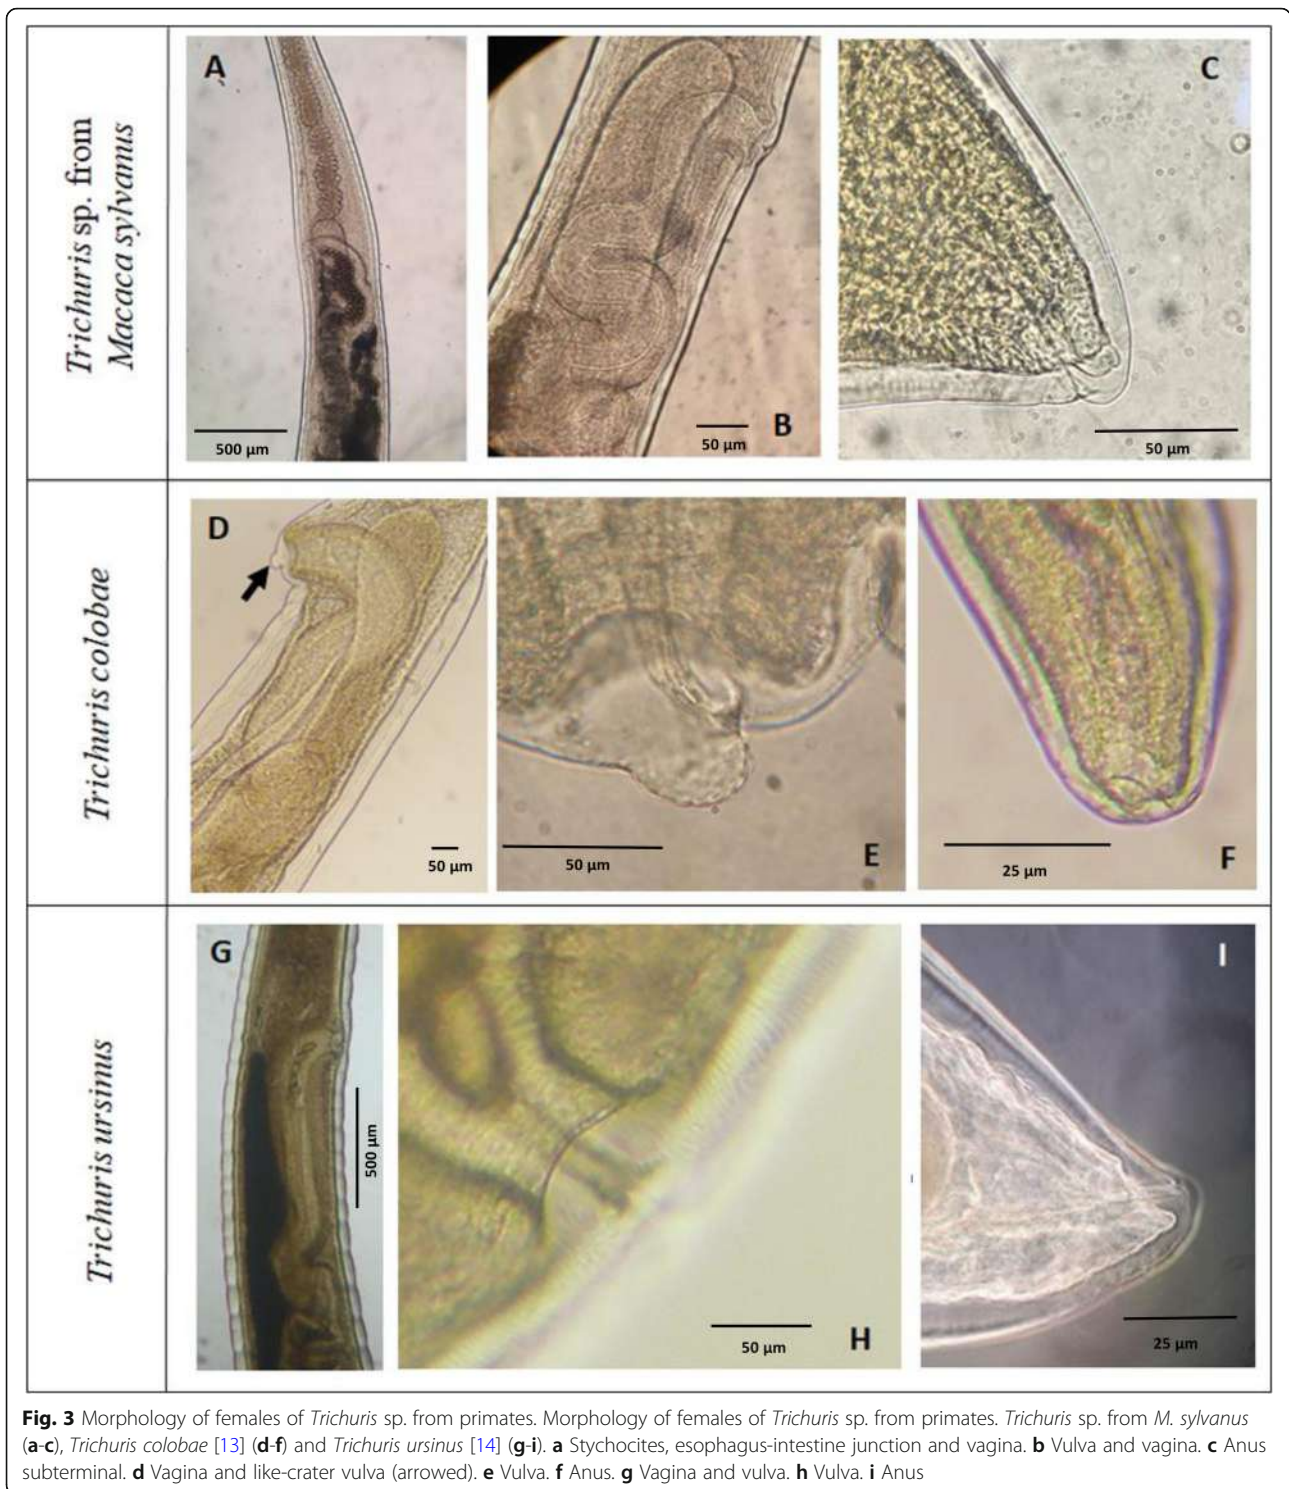 Trichuris sp. from
Macaca sylvanus
A
500 µm
B
50 µm
C
50 µm
Trichuris colobae
D
50 µm
E
50 µm
F
25 µm
Trichuris ursinus
G
500 µm
H
50 µm
I
25 µm
Fig. 3 Morphology of females of Trichuris sp. from primates. Morphology of females of Trichuris sp. from primates. Trichuris sp. from M. sylvanus
(a-c), Trichuris colobae [13] (d-f) and Trichuris ursinus [14] (g-i). a Stychocites, esophagus-intestine junction and vagina. b Vulva and vagina. c Anus
subterminal. d Vagina and like-crater vulva (arrowed). e Vulva. f Anus. g Vagina and vulva. h Vulva. i Anus